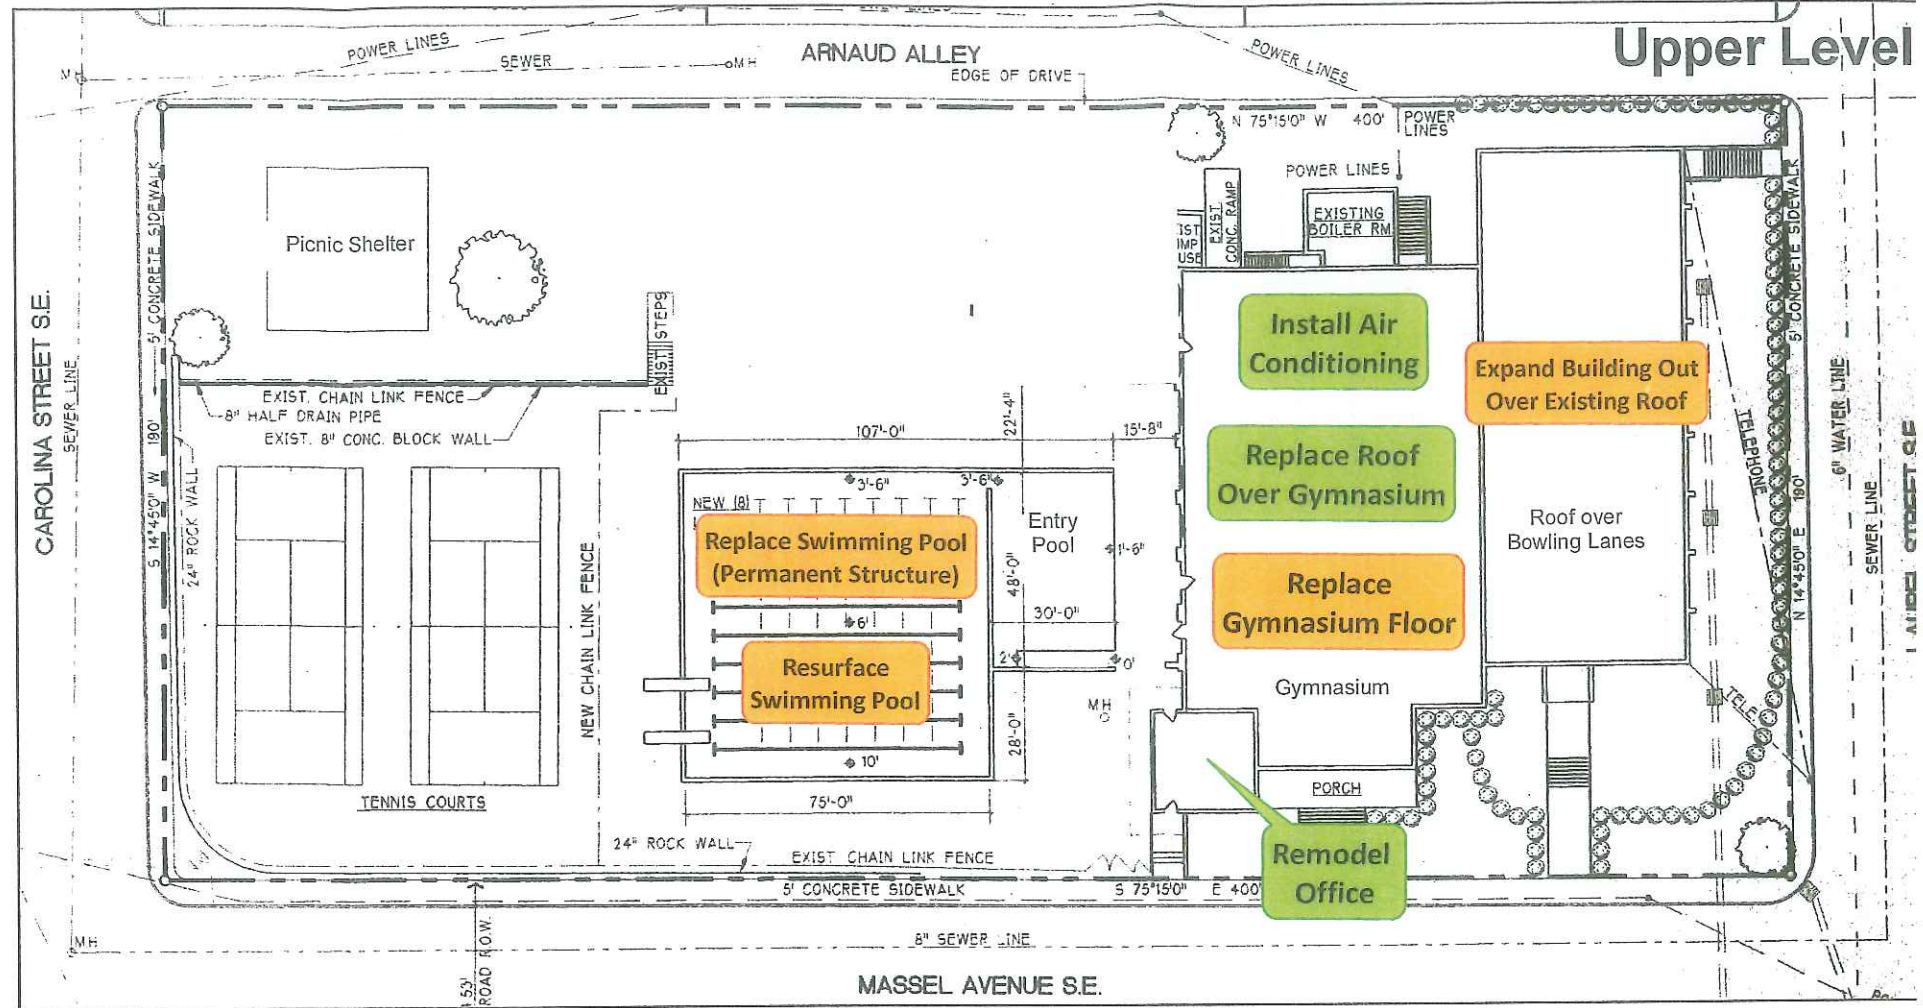 Upper Level
ARNAUD ALLEY
POWER LINES
SEWER
MH
MH
EDGE OF DRIVE
POWER LINES
N 75°15'0" W 400'
POWER
LINES
POWER LINES
5' CONCRETE SIDEWALK
Picnic Shelter
EXIST.
CONC. RAMP
EXISTING
BOILER RM
5' CONCRETE SIDEWALK
CAROLINA STREET S.E.
SEWER LINE
EXIST STEPS
EXIST. CHAIN LINK FENCE
8" HALF DRAIN PIPE
EXIST. 8" CONC. BLOCK WALL
S 14°45'0" W 190'
24" ROCK WALL
Install Air
Conditioning
Expand Building Out
Over Existing Roof
Replace Roof
Over Gymnasium
Replace
Gymnasium Floor
Gymnasium
Roof over
Bowling Lanes
TELEPHONE
6" WATER LINE
SEWER LINE
LAUREL STREET S.E.
N 14°45'0" E 190'
TELE
107'-0"
22'-4"
15'-8"
3'-6"
3'-6"
NEW (8)
Replace Swimming Pool
(Permanent Structure)
Entry
Pool
1'-6"
48'-0"
30'-0"
6'
2'
0'
Resurface
Swimming Pool
NEW CHAIN LINK FENCE
MH
28'-0"
10'
75'-0"
TENNIS COURTS
PORCH
Remodel
Office
24" ROCK WALL
EXIST CHAIN LINK FENCE
5' CONCRETE SIDEWALK
S 75°15'0" E 400'
MH
53'
ROAD R.O.W.
8" SEWER LINE
MASSEL AVENUE S.E.